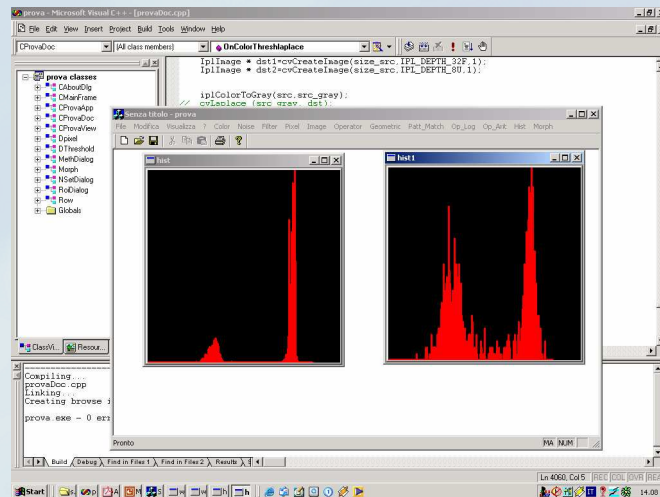 prova - Microsoft Visual C++ - [provaDoc.cpp]
File Edit View Insert Project Build Tools Window Help
CProvaDoc [All class members] OnColorThreshlaplace
IplImage * dst1=cvCreateImage(size_src,IPL_DEPTH_32F,1);
IplImage * dst2=cvCreateImage(size_src,IPL_DEPTH_8U,1);
iplColorToGray(src,src_gray);
// cvLaplace (src_gray, dst);
prova classes
CAboutDlg
CMainFrame
CProvaApp
CProvaDoc
CProvaView
Dpixel
DThreshold
MethDialog
Morph
NSetDialog
RoiDialog
Row
Globals
ClassVi... Resour...
Senza titolo - prova
File Modifica Visualizza ? Color Noise Filter Pixel Image Operator Geometric Patt_Match Op_Log Op_Arit Hist Morph
hist
hist1
Pronto MA NUM
Compiling...
provaDoc.cpp
Linking...
Creating browse i
prova.exe - 0 err
Build Debug Find in Files 1 Find in Files 2 Results
Ln 4060, Col 5 REC COL OVR REA
Start 14.08